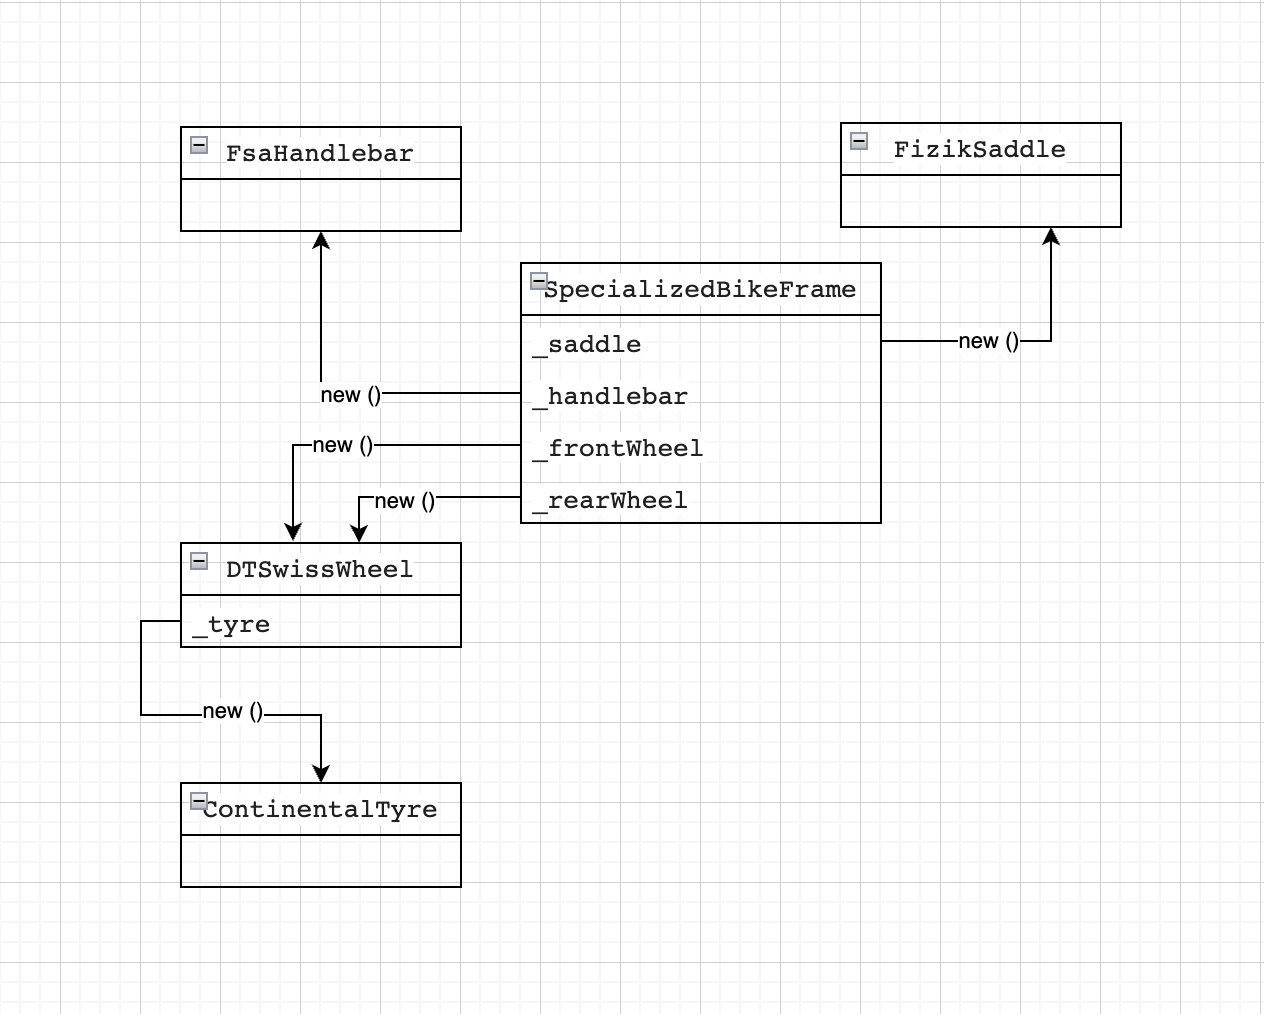 FsaHandlebar
FizikSaddle
SpecializedBikeFrame
_saddle
new ()
_handlebar
new ()
_frontWheel
new ()
_rearWheel
new ()
DTSwissWheel
_tyre
new ()
ContinentalTyre